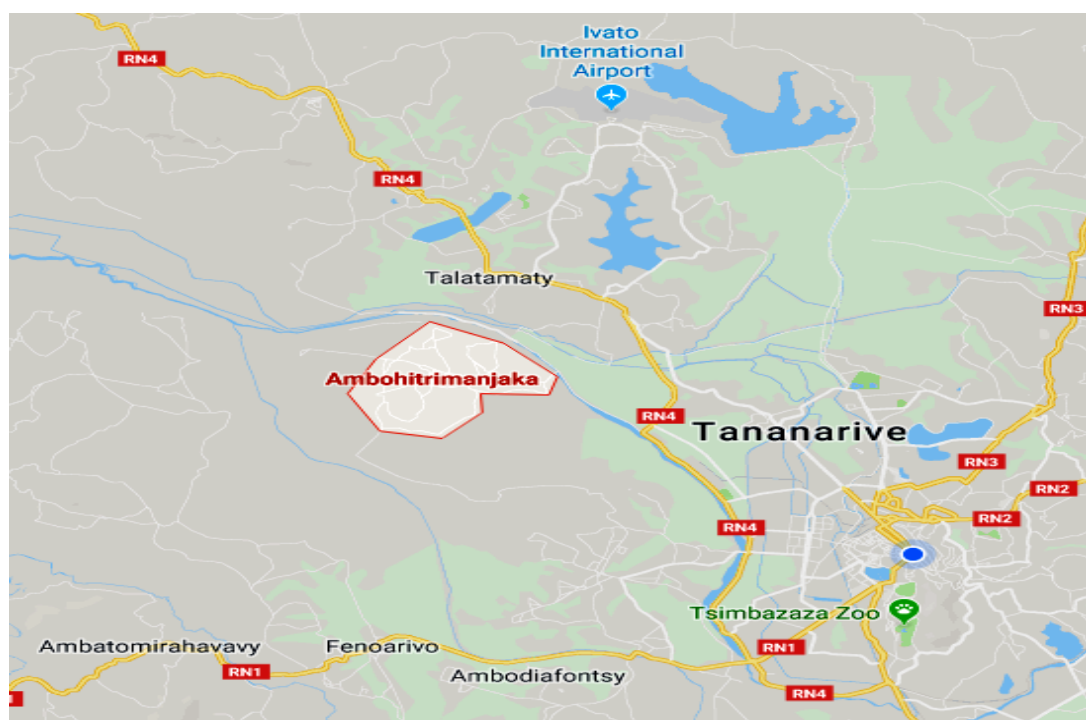 Ivato
International
Airport
RN4
RN4
Talatamaty
RN3
Ambohitrimanjaka
RN4
Tananarive
RN3
RN2
RN2
RN4
Tsimbazaza Zoo
Ambatomirahavavy
Fenoarivo
RN1
RN1
Ambodiafontsy
RN4